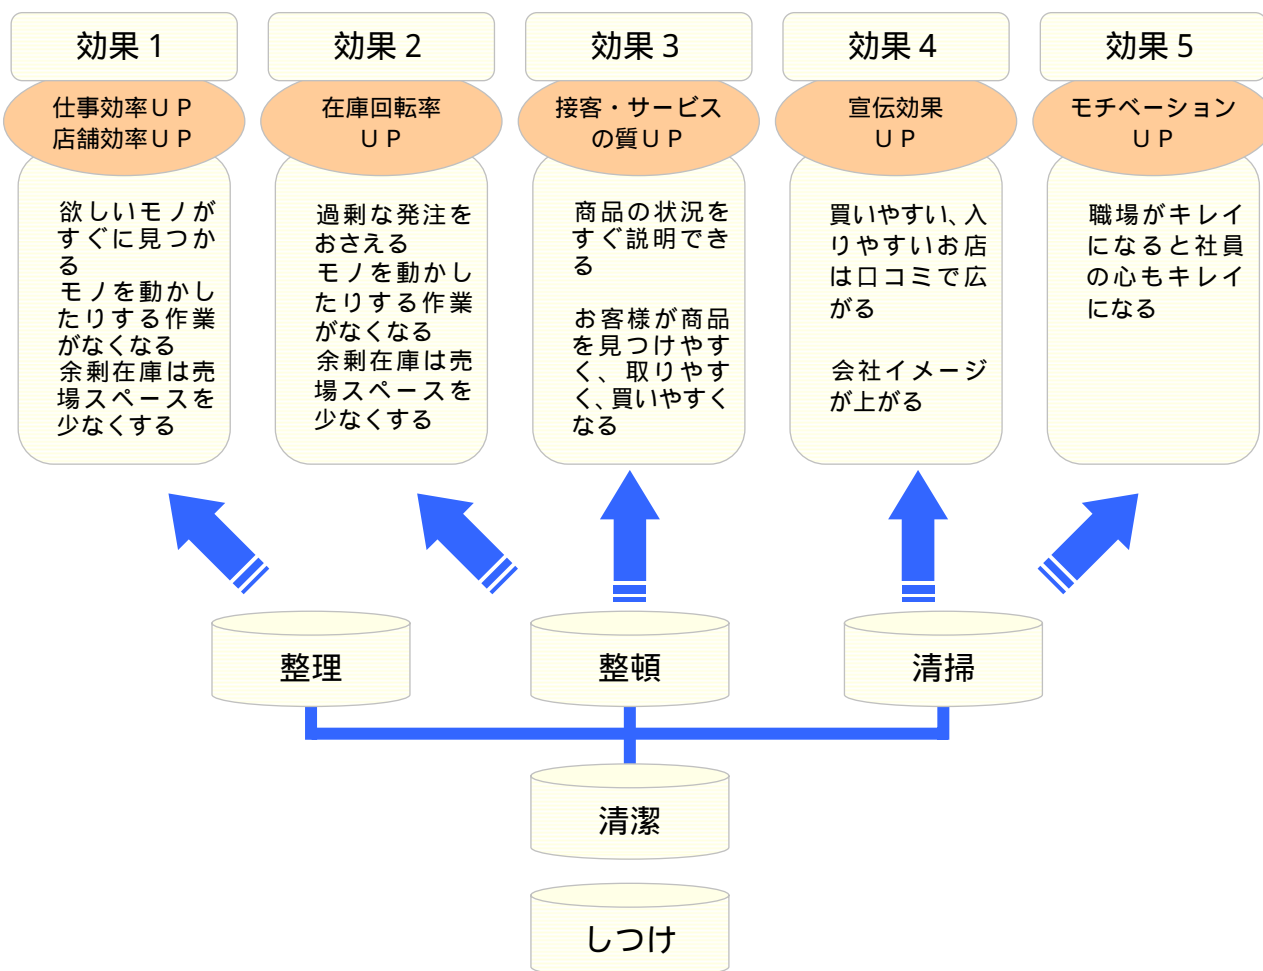 効果１
効果２
効果３
効果４
効果５
仕事効率ＵＰ
店舗効率ＵＰ
在庫回転率
ＵＰ
接客・サービス
の質ＵＰ
宣伝効果
ＵＰ
モチベーション
ＵＰ
欲しいモノが
すぐに見つか
る
モノを動かし
たりする作業
がなくなる
余剰在庫は売
場スペースを
少なくする
過剰な発注を
おさえる
モノを動かし
たりする作業
がなくなる
余剰在庫は売
場スペースを
少なくする
商品の状況を
すぐ説明でき
る
お客様が商品
を見つけやす
く、取りやす
く、買いやすく
なる
買いやすい、入
りやすいお店
は口コミで広
がる
会社イメージ
が上がる
職場がキレイ
になると社員
の心もキレイ
になる
整理
整頓
清掃
清潔
しつけ